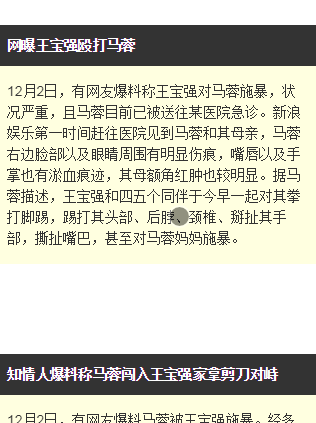 网曝王宝强殴打马蓉
12月2日，有网友爆料称王宝强对马蓉施暴，状
况严重，且马蓉目前已被送往某医院急诊。新浪
娱乐第一时间赶往医院见到马蓉和其母亲，马蓉
右边脸部以及眼睛周围有明显伤痕，嘴唇以及手
掌也有淤血痕迹，其母额角红肿也较明显。据马
蓉描述，王宝强和四五个同伴于今早一起对其拳
打脚踢，踢打其头部、后脖、颈椎、掰扯其手
部，撕扯嘴巴，甚至对马蓉妈妈施暴。
知情人爆料称马蓉闯入王宝强家拿剪刀对峙
12月2日，有网友爆料马蓉被王宝强施暴。经多